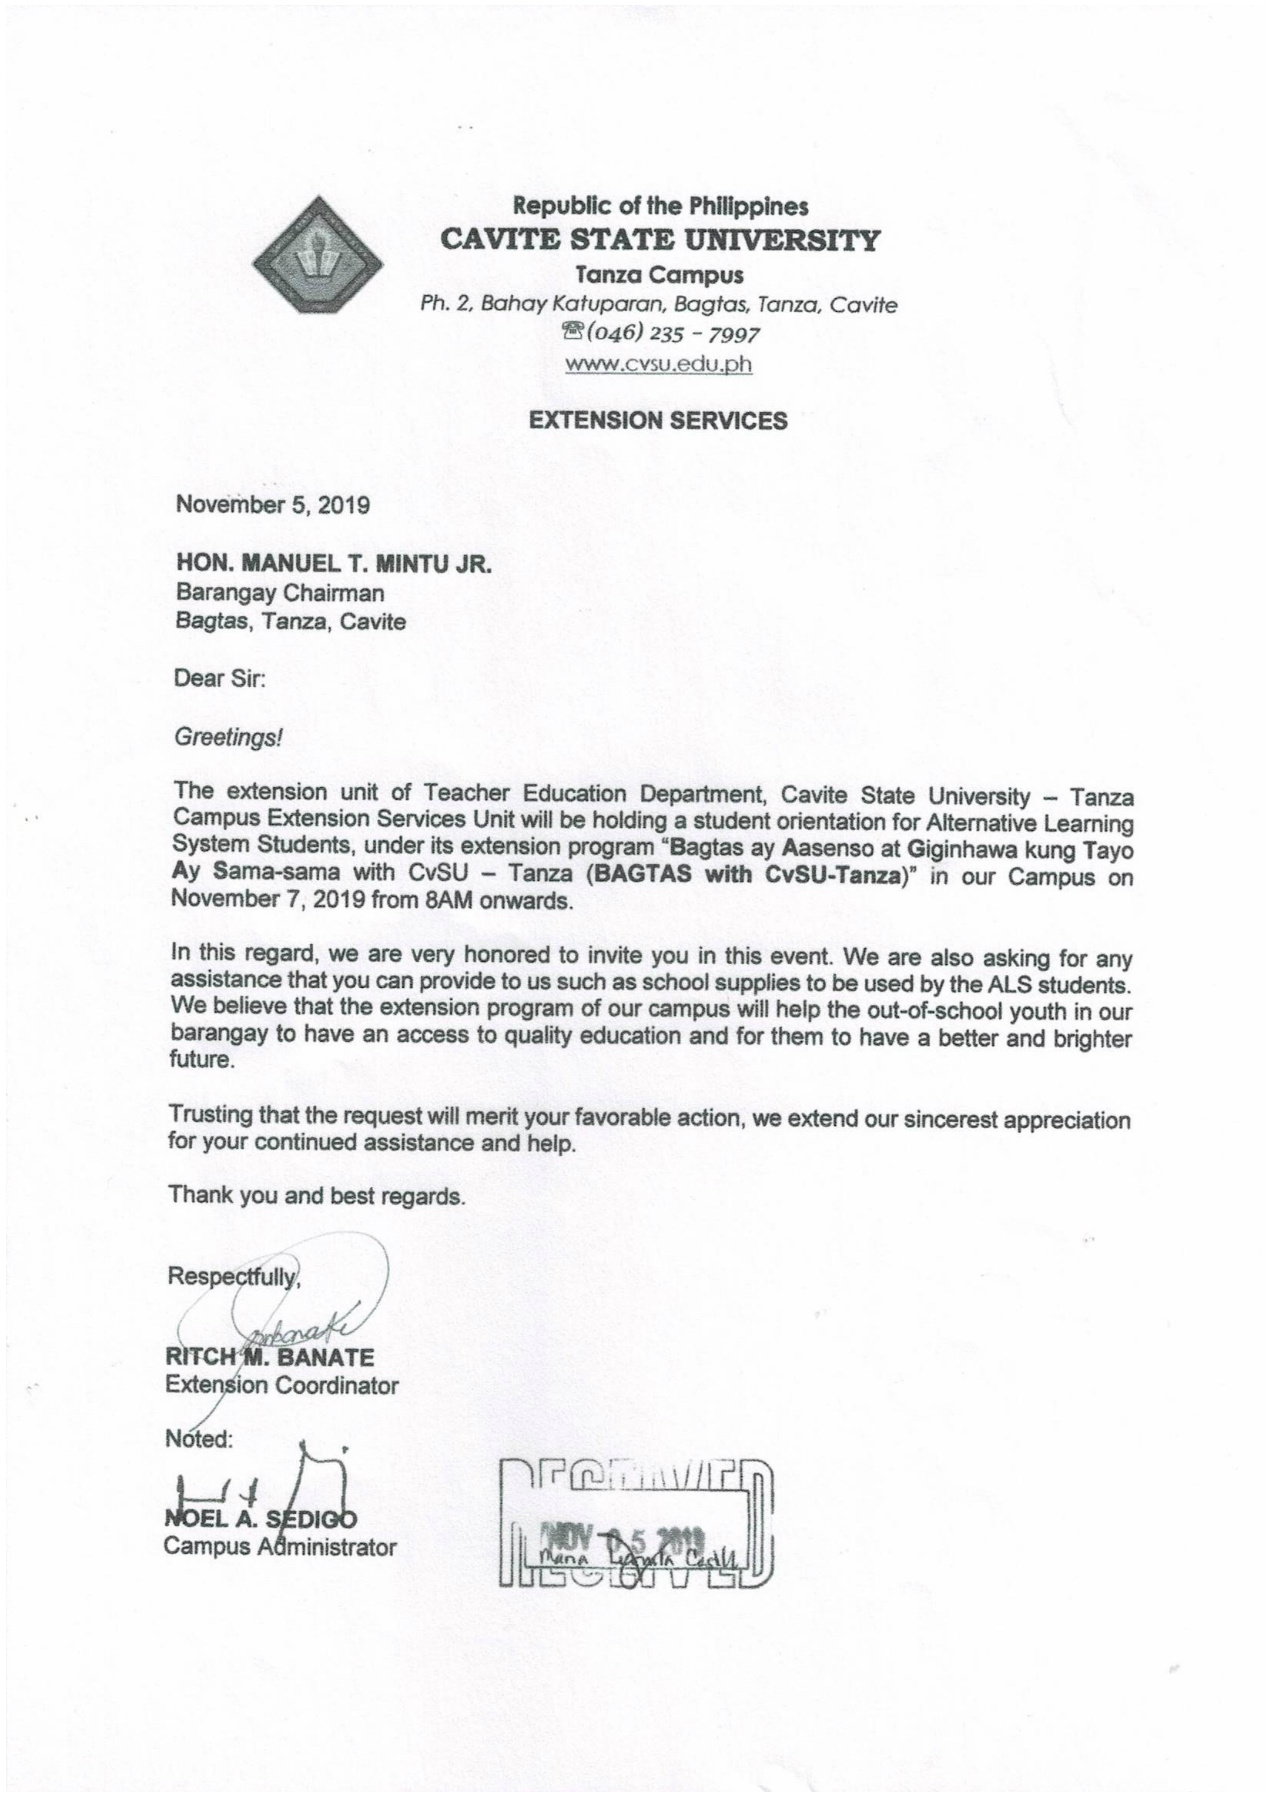 Republic of the Philippines
CAVITE STATE UNIVERSITY
Tanza Campus
Ph. 2, Bahay Katuparan, Bagtas, Tanza, Cavite
☎(046) 235 – 7997
www.cvsu.edu.ph
EXTENSION SERVICES
November 5, 2019
HON. MANUEL T. MINTU JR.
Barangay Chairman
Bagtas, Tanza, Cavite
Dear Sir:
Greetings!
The extension unit of Teacher Education Department, Cavite State University – Tanza
Campus Extension Services Unit will be holding a student orientation for Alternative Learning
System Students, under its extension program “Bagtas ay Aasenso at Giginhawa kung Tayo
Ay Sama-sama with CvSU – Tanza (BAGTAS with CvSU-Tanza)” in our Campus on
November 7, 2019 from 8AM onwards.
In this regard, we are very honored to invite you in this event. We are also asking for any
assistance that you can provide to us such as school supplies to be used by the ALS students.
We believe that the extension program of our campus will help the out-of-school youth in our
barangay to have an access to quality education and for them to have a better and brighter
future.
Trusting that the request will merit your favorable action, we extend our sincerest appreciation
for your continued assistance and help.
Thank you and best regards.
Respectfully,
RITCH M. BANATE
Extension Coordinator
Noted:
NOEL A. SEDIGO
Campus Administrator
RECEIVED
NOV 05 2019
RECEIVED